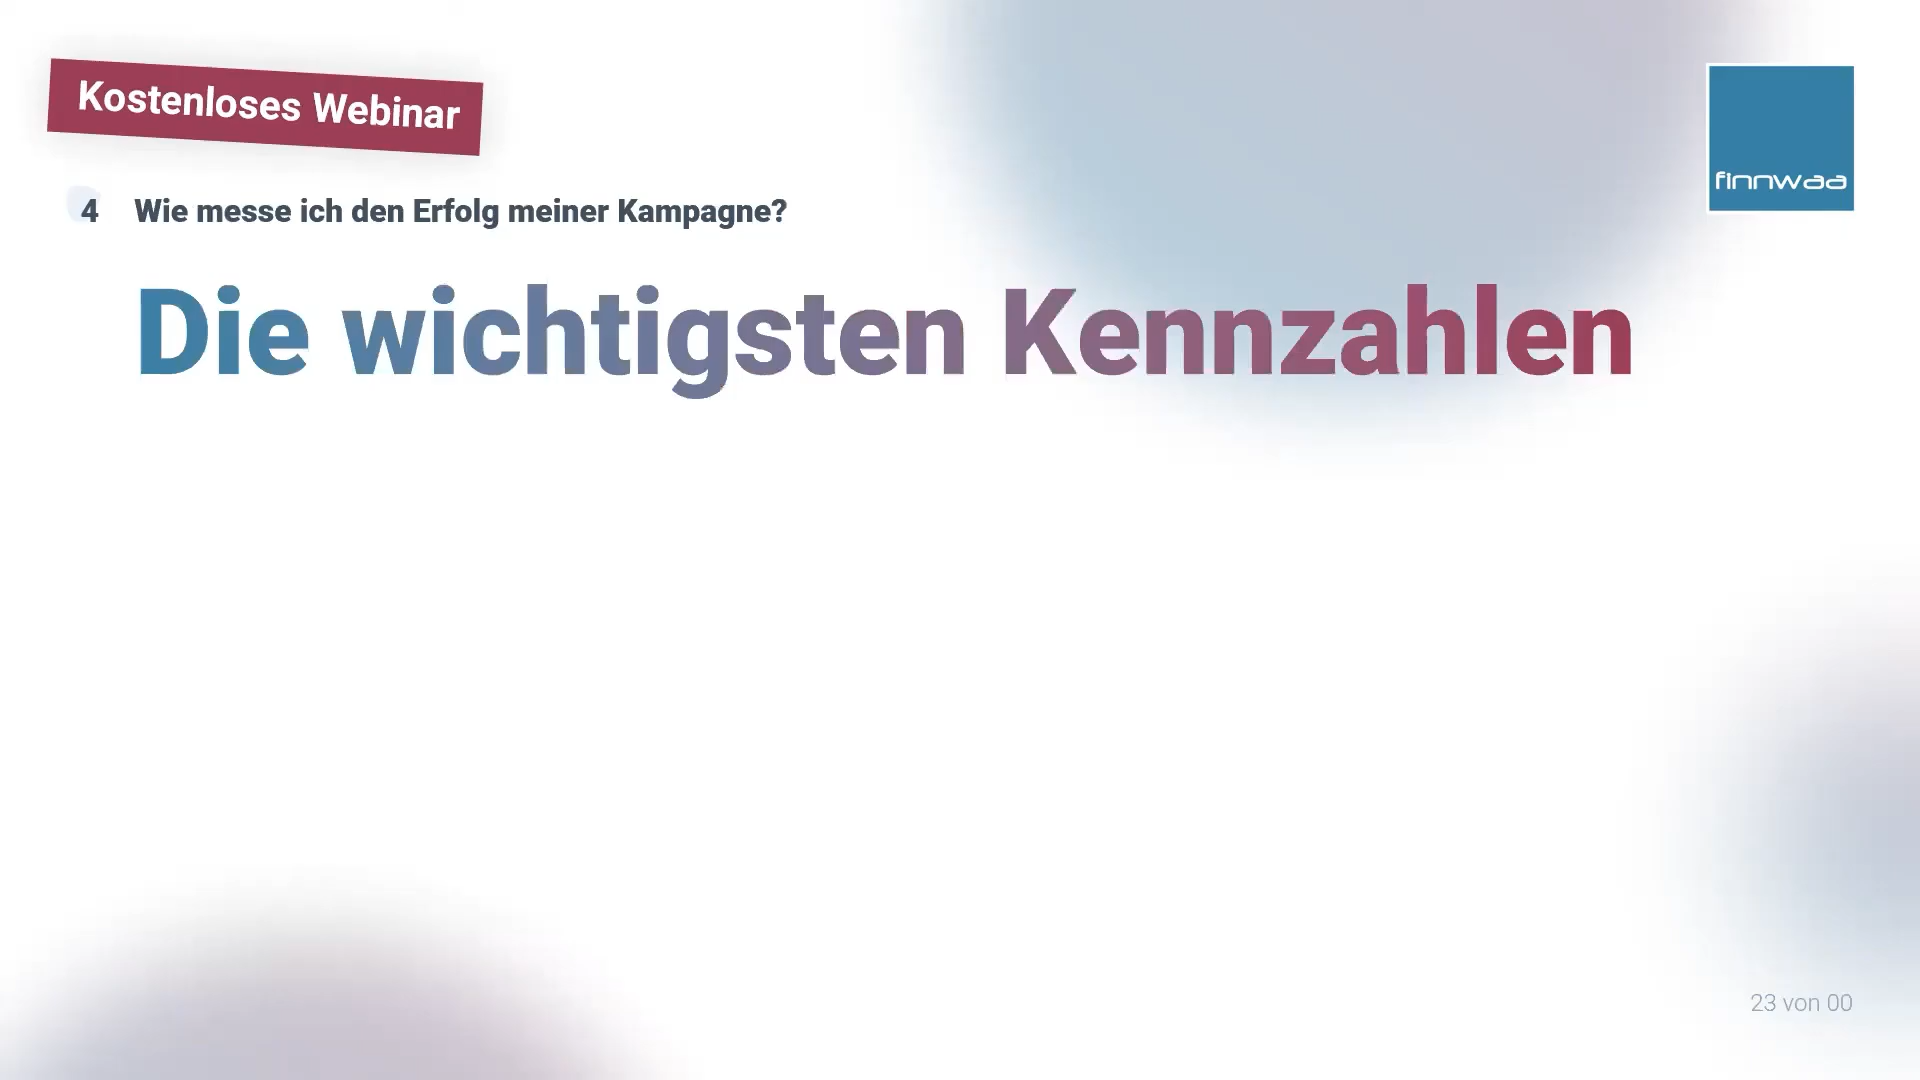 Kostenloses Webinar
finnwaa
4 Wie messe ich den Erfolg meiner Kampagne?
Die wichtigsten Kennzahlen
23 von 00